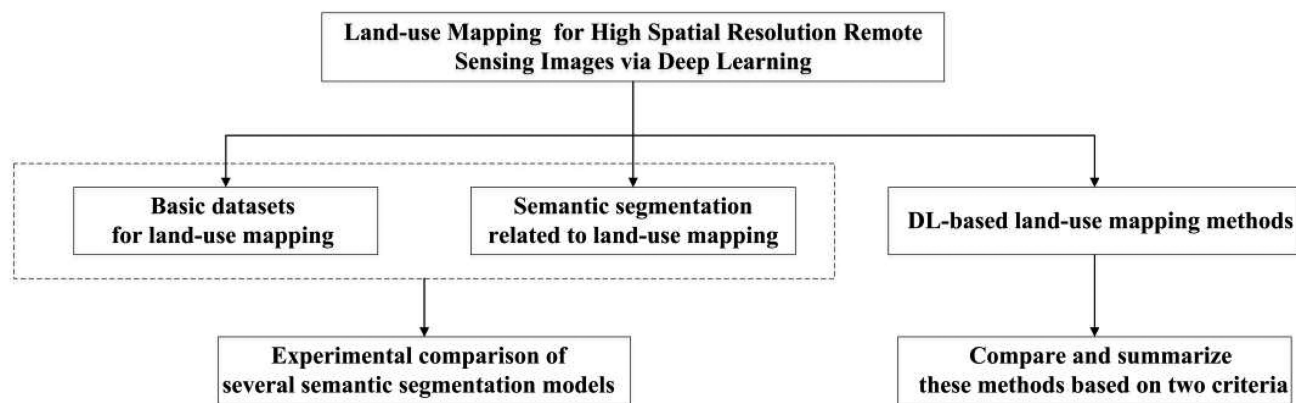 Land-use Mapping for High Spatial Resolution Remote
Sensing Images via Deep Learning
Basic datasets
for land-use mapping
Semantic segmentation
related to land-use mapping
DL-based land-use mapping methods
Experimental comparison of
several semantic segmentation models
Compare and summarize
these methods based on two criteria